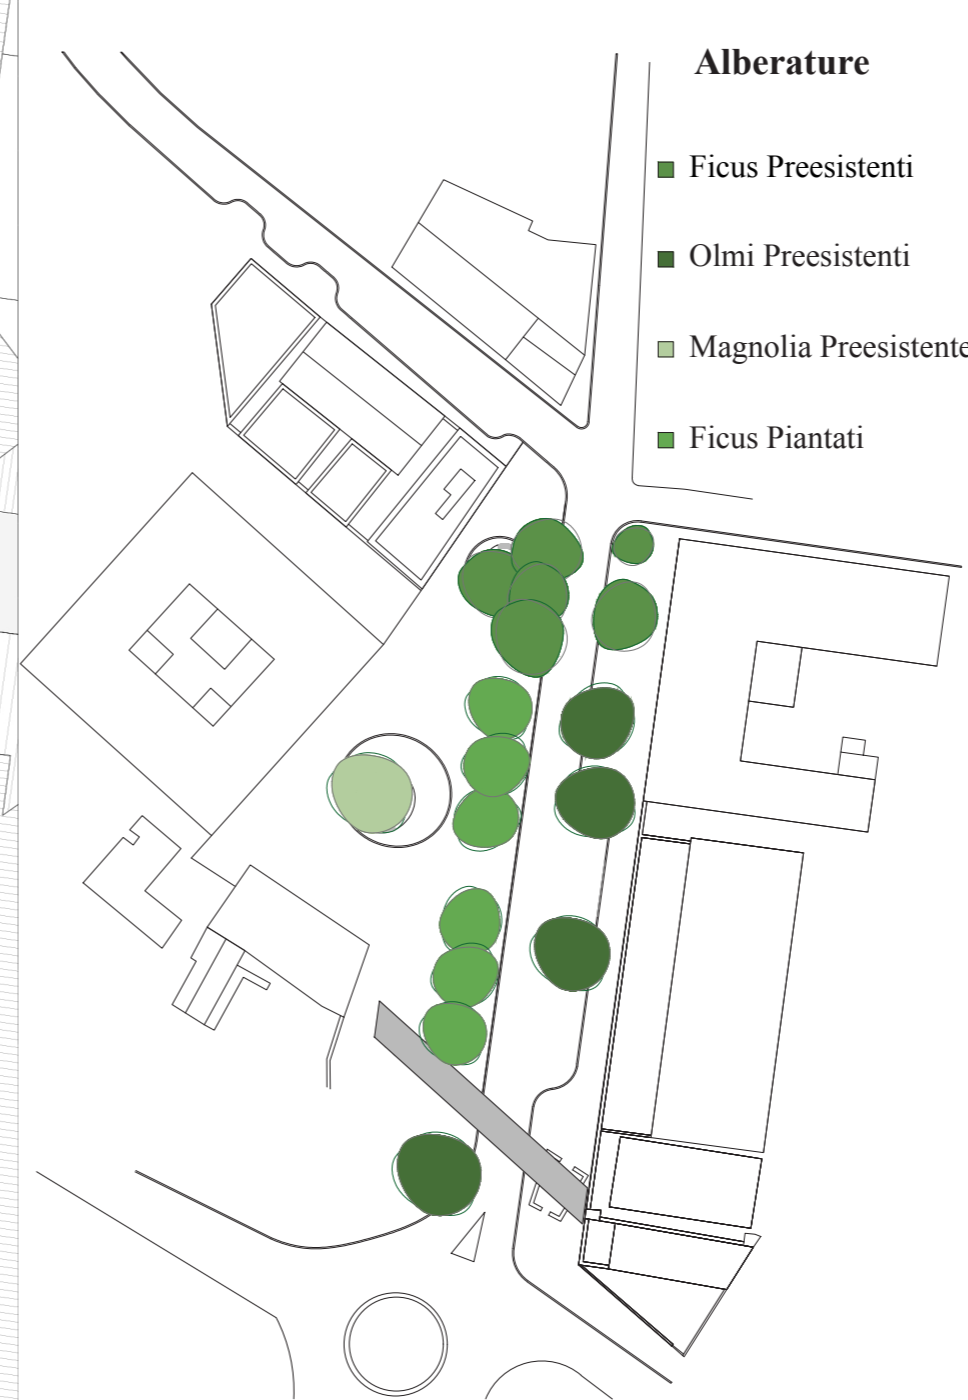 Alberature
Ficus Preesistenti
Olmi Preesistenti
Magnolia Preesistente
Ficus Piantati